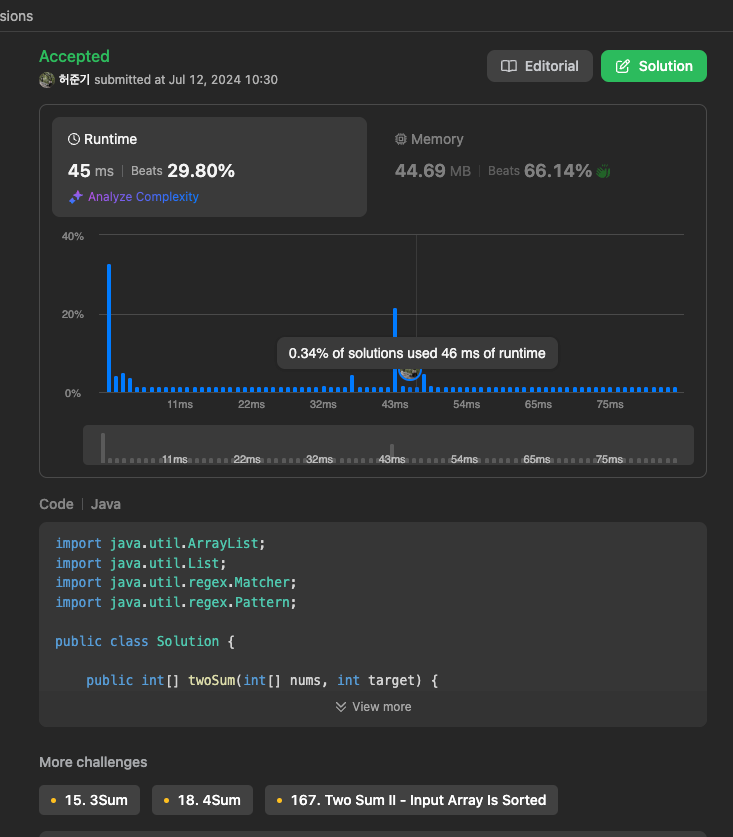 sions
Accepted
허준기 submitted at Jul 12, 2024 10:30
Editorial
Solution
Runtime
45 ms | Beats 29.80%
Analyze Complexity
Memory
44.69 MB | Beats 66.14%
40%
20%
0%
0.34% of solutions used 46 ms of runtime
11ms 22ms 32ms 43ms 54ms 65ms 75ms
11ms 22ms 32ms 43ms 54ms 65ms 75ms
Code | Java
import java.util.ArrayList;
import java.util.List;
import java.util.regex.Matcher;
import java.util.regex.Pattern;
public class Solution {
public int[] twoSum(int[] nums, int target) {
View more
More challenges
15. 3Sum
18. 4Sum
167. Two Sum II - Input Array Is Sorted